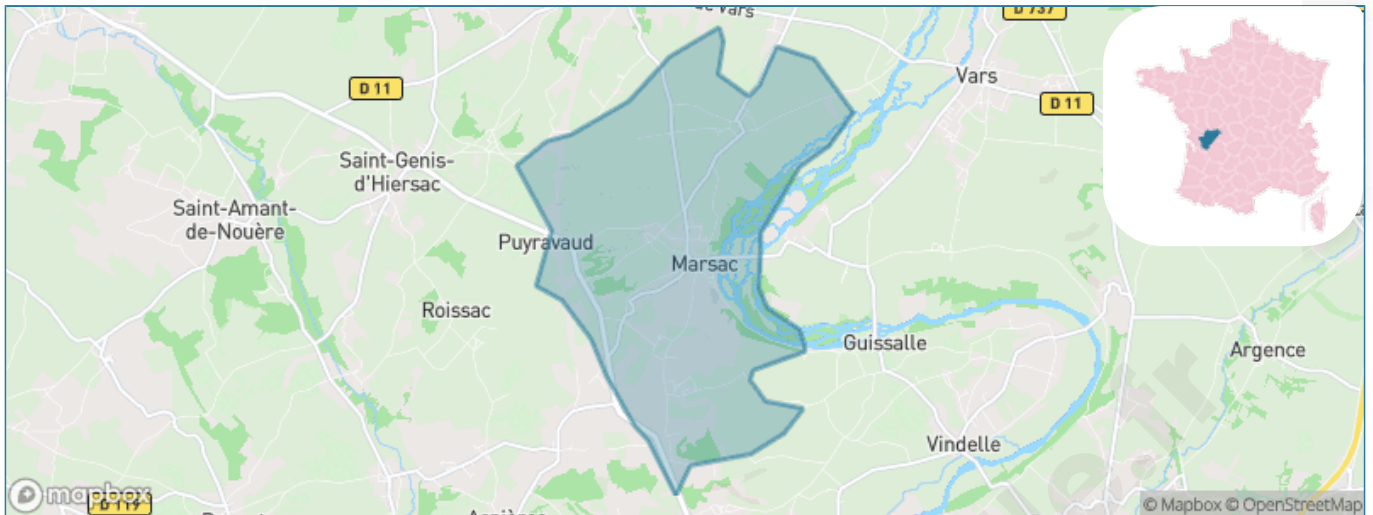 de Vars
D 737
D 11
Vars
D 11
Saint-Genis-
d'Hiersac
Saint-Amant-
de-Nouère
Puyravaud
Marsac
Roissac
Guissalle
Argence
Vindelle
mapbox
D 119
© Mapbox © OpenStreetMap